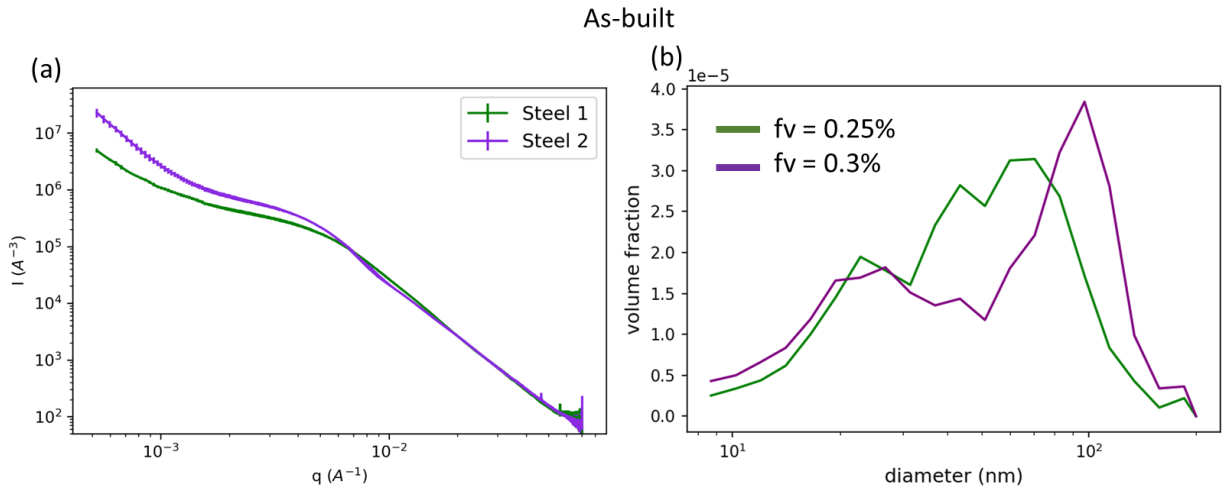 As-built
(a)
(b)
Steel 1
Steel 2
10⁷
10⁶
10⁵
10⁴
10³
10²
I (A⁻³)
10⁻³
10⁻²
q (A⁻¹)
1e−5
fv = 0.25%
fv = 0.3%
4.0
3.5
3.0
2.5
2.0
1.5
1.0
0.5
0.0
volume fraction
10¹
10²
diameter (nm)